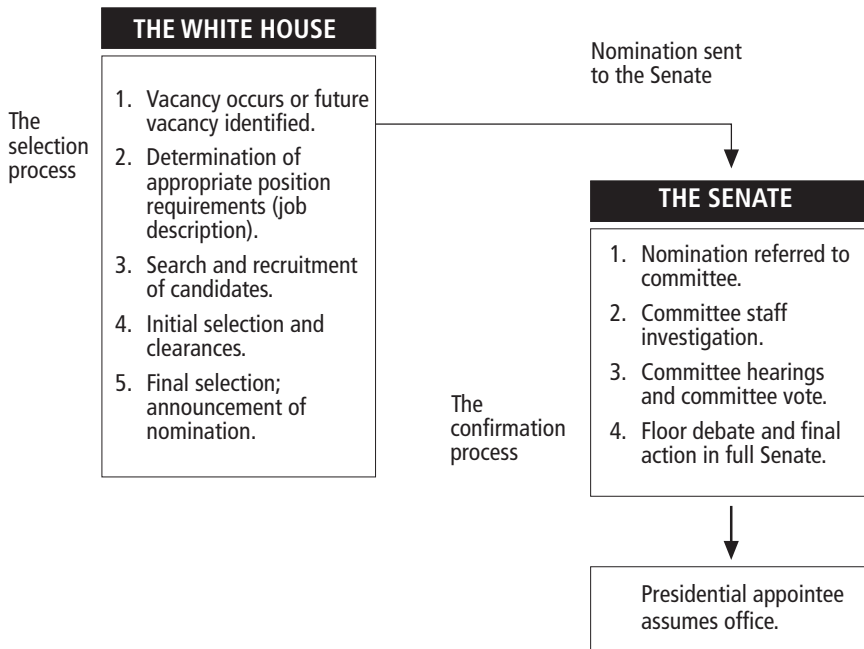 THE WHITE HOUSE
The
selection
process
1. Vacancy occurs or future
vacancy identified.
2. Determination of
appropriate position
requirements (job
description).
3. Search and recruitment
of candidates.
4. Initial selection and
clearances.
5. Final selection;
announcement of
nomination.
Nomination sent
to the Senate
THE SENATE
The
confirmation
process
1. Nomination referred to
committee.
2. Committee staff
investigation.
3. Committee hearings
and committee vote.
4. Floor debate and final
action in full Senate.
Presidential appointee
assumes office.